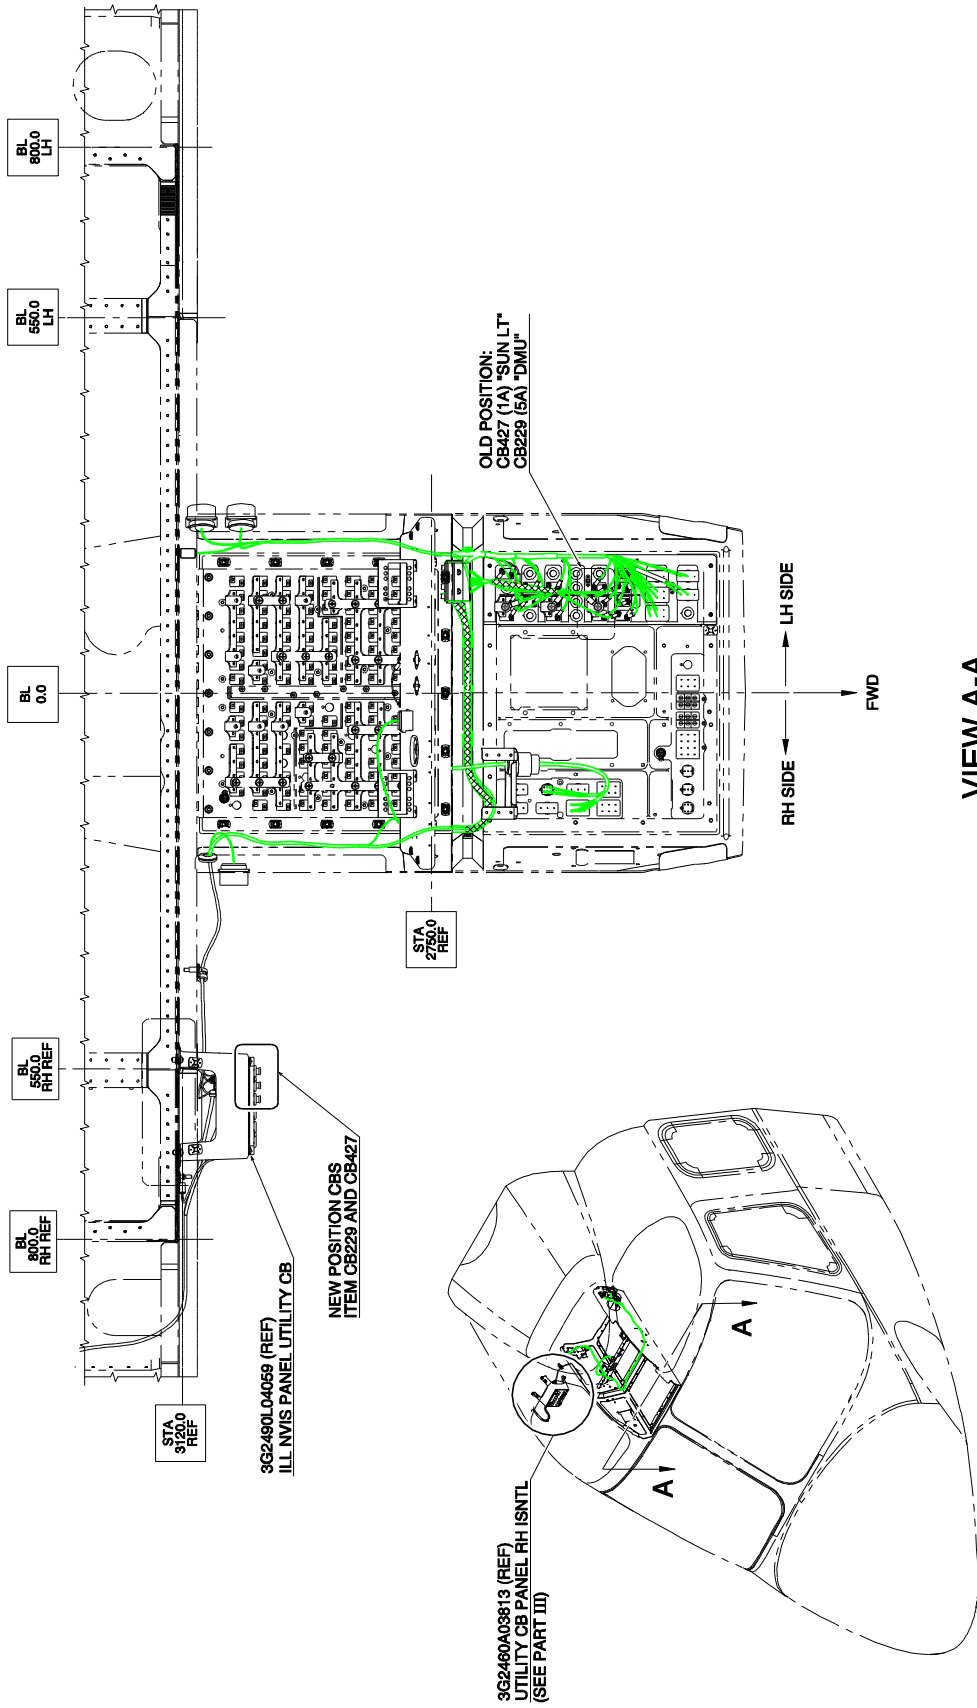 BL
800.0
LH
BL
550.0
LH
BL
0.0
BL
550.0
RH REF
BL
800.0
RH REF
STA
3120.0
REF
STA
2750.0
REF
OLD POSITION:
CB427 (1A) "SUN LT"
CB229 (5A) "DMU"
LH SIDE
FWD
RH SIDE
VIEW A-A
NEW POSITION CBS
ITEM CB229 AND CB427
3G2490L04059 (REF)
ILL NVIS PANEL UTILITY CB
3G2460A03813 (REF)
UTILITY CB PANEL RH ISNTL
(SEE PART III)
A
A